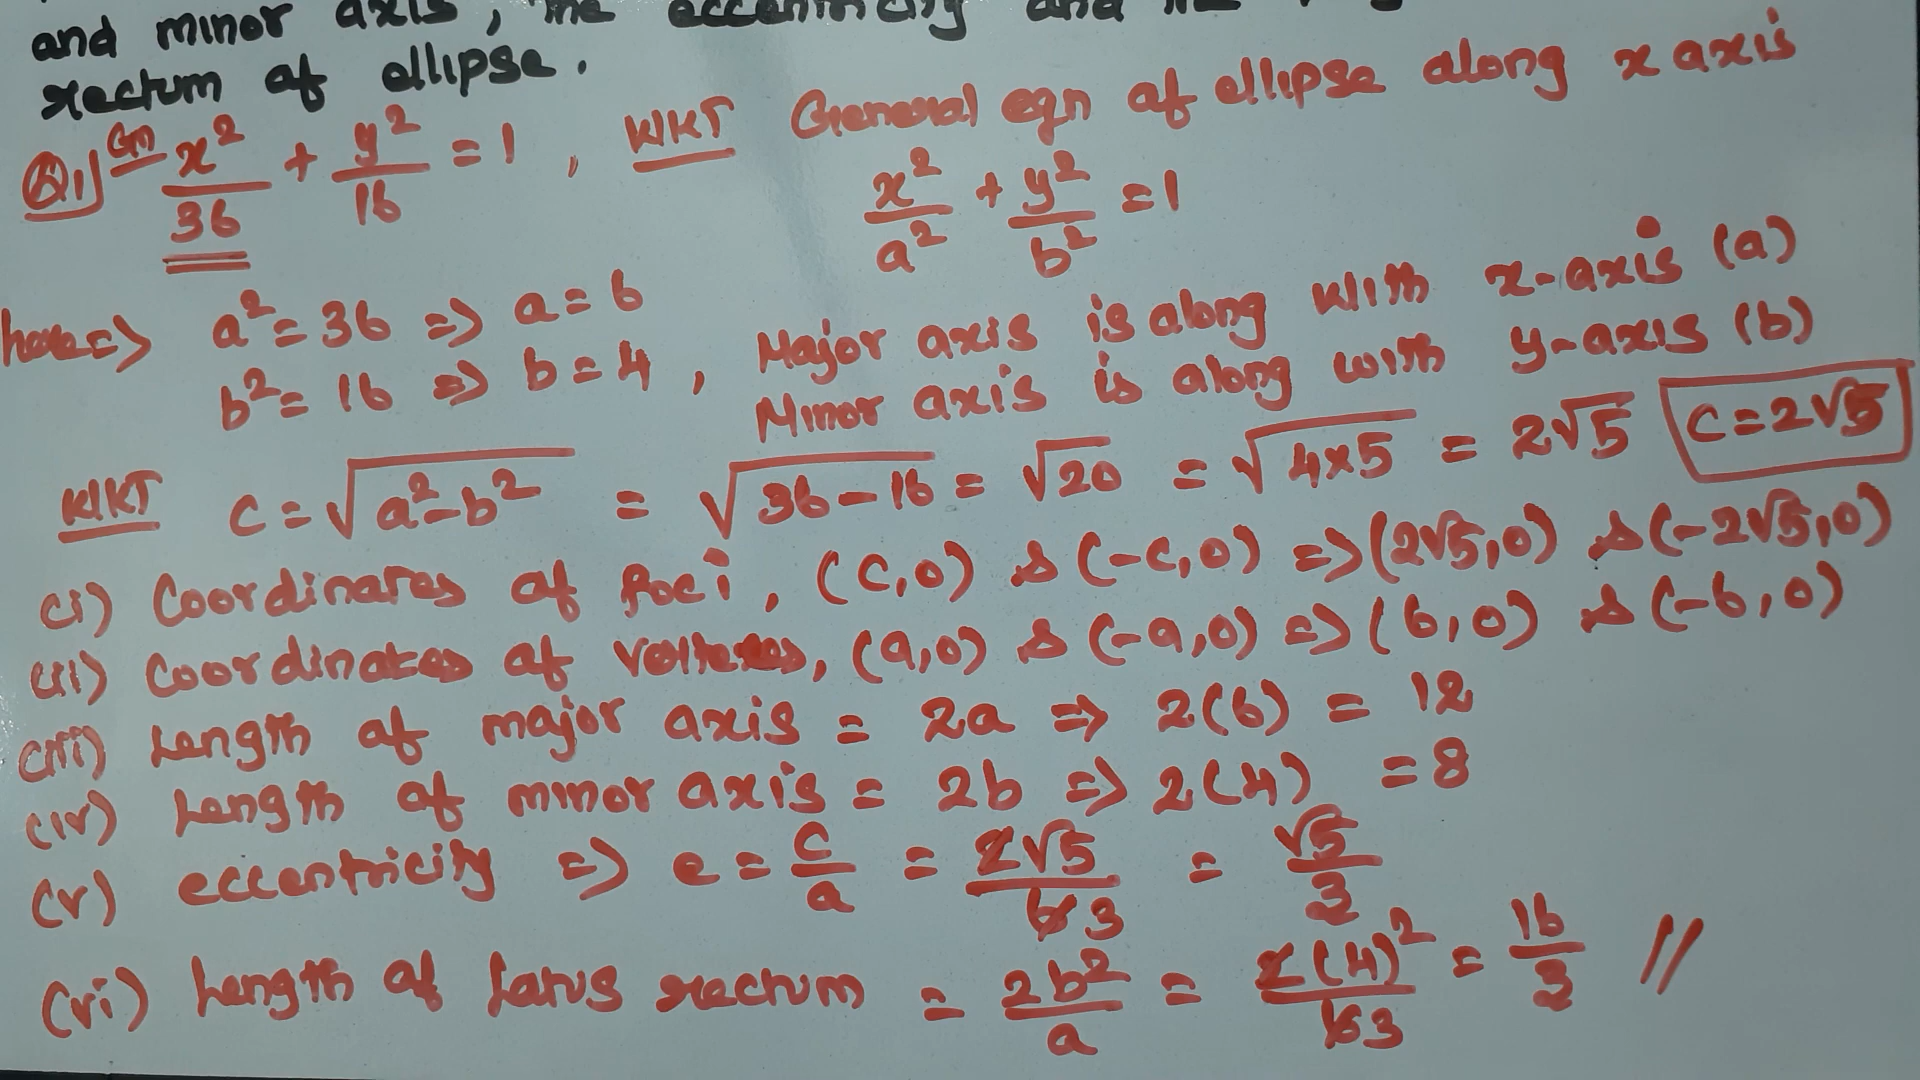 and minor axis, the eccentricity and the
rectum of ellipse.
Q1) Gn x²/36 + y²/16 = 1, WKT General eqn of ellipse along x axis
x²/a² + y²/b² = 1
here => a² = 36 => a = 6
b² = 16 => b = 4, Major axis is along with x-axis (a)
Minor axis is along with y-axis (b)
WKT c = √(a² - b²) = √(36 - 16) = √20 = √(4x5) = 2√5 c = 2√5
(i) Coordinates of foci, (c,0) & (-c,0) => (2√5,0) & (-2√5,0)
(ii) Coordinates of vertexes, (a,0) & (-a,0) => (6,0) & (-6,0)
(iii) Length of major axis = 2a => 2(6) = 12
(iv) Length of minor axis = 2b => 2(4) = 8
(v) eccentricity => e = c/a = 2√5/6 3 = √5/3
(vi) Length of Latus rectum = 2b²/a = 2(4)²/6 3 = 16/3 //